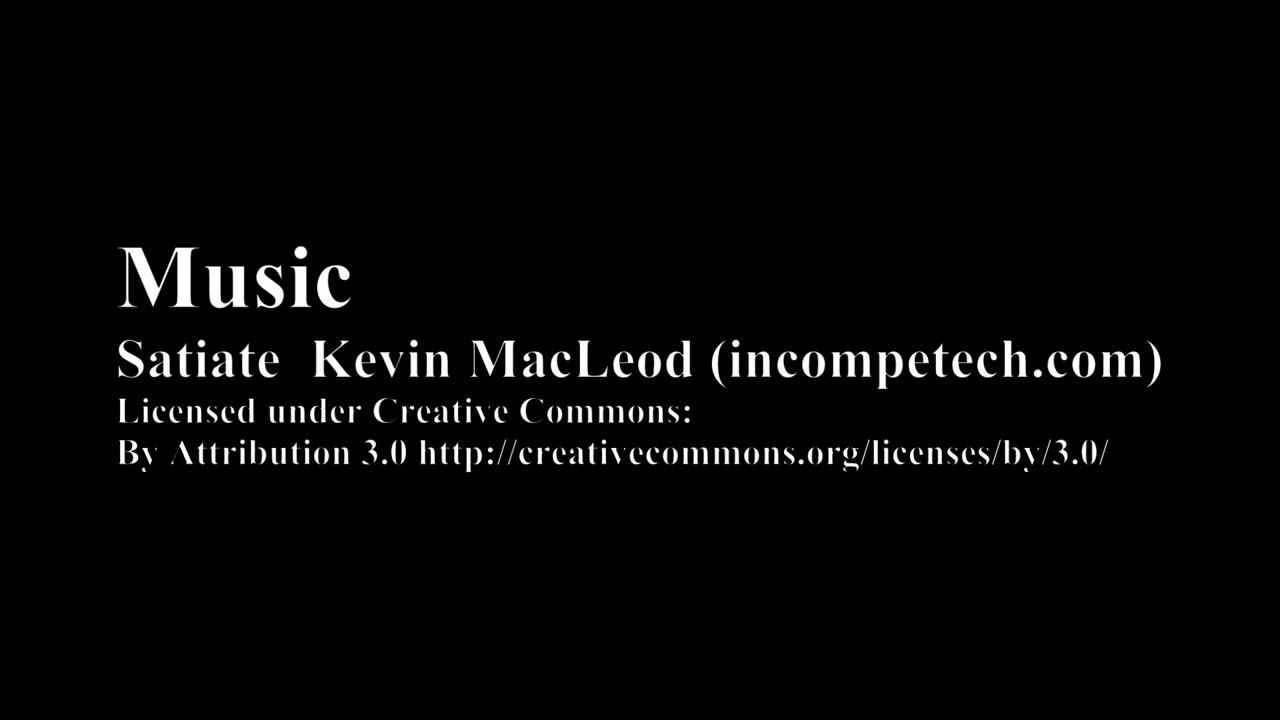 Music
Satiate  Kevin MacLeod (incompetech.com)
Licensed under Creative Commons:
By Attribution 3.0 http://creativecommons.org/licenses/by/3.0/